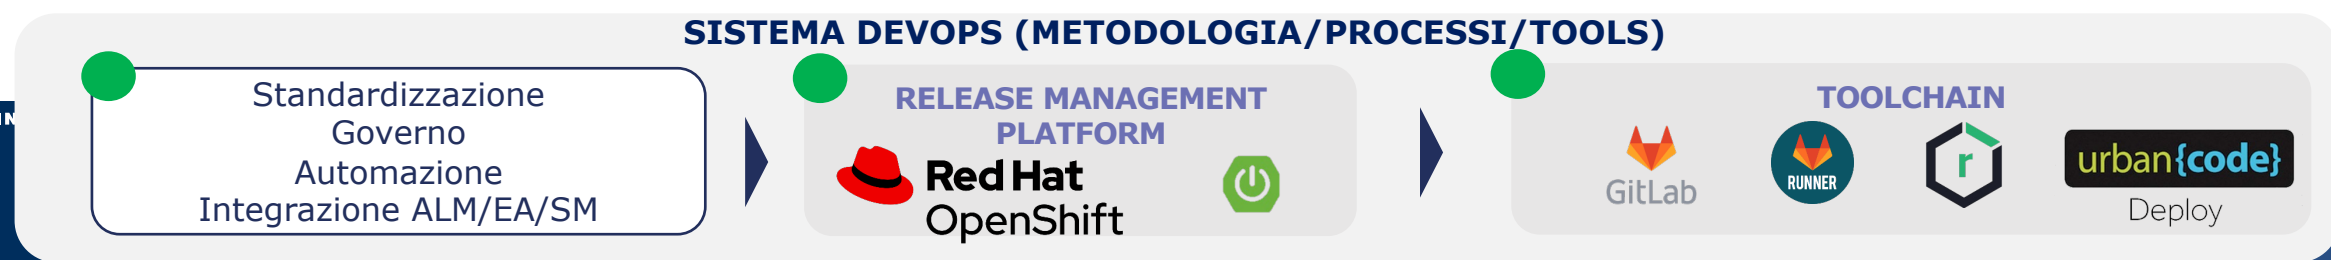 SISTEMA DEVOPS (METODOLOGIA/PROCESSI/TOOLS)
IN
Standardizzazione
Governo
Automazione
Integrazione ALM/EA/SM
RELEASE MANAGEMENT
PLATFORM
Red Hat
OpenShift
TOOLCHAIN
GitLab
RUNNER
r
urban{code}
Deploy